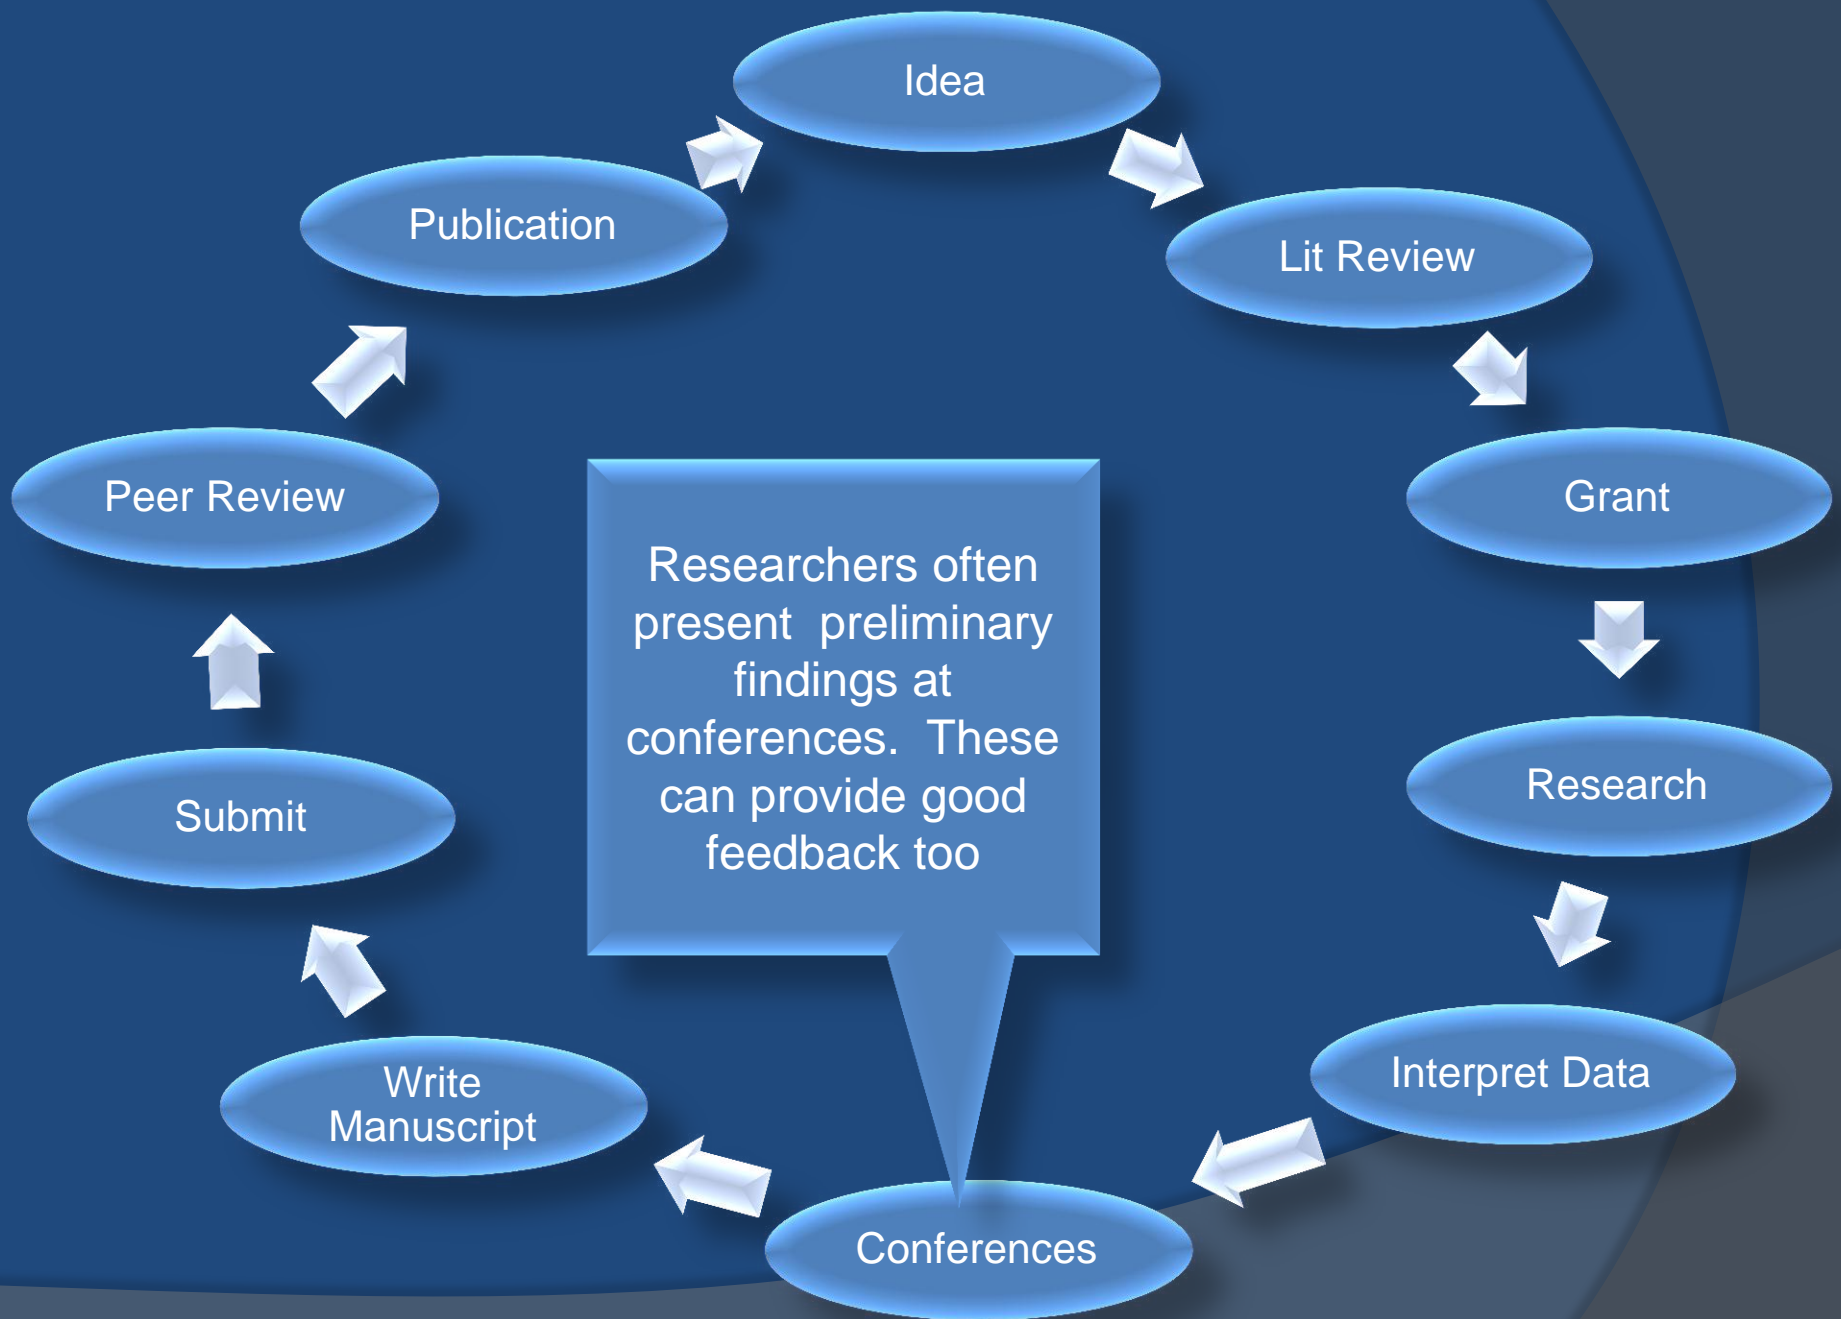 Idea
Publication
Lit Review
Peer Review
Grant
Researchers often
present  preliminary
findings at
conferences.  These
can provide good
feedback too
Research
Submit
Interpret Data
Write
Manuscript
Conferences